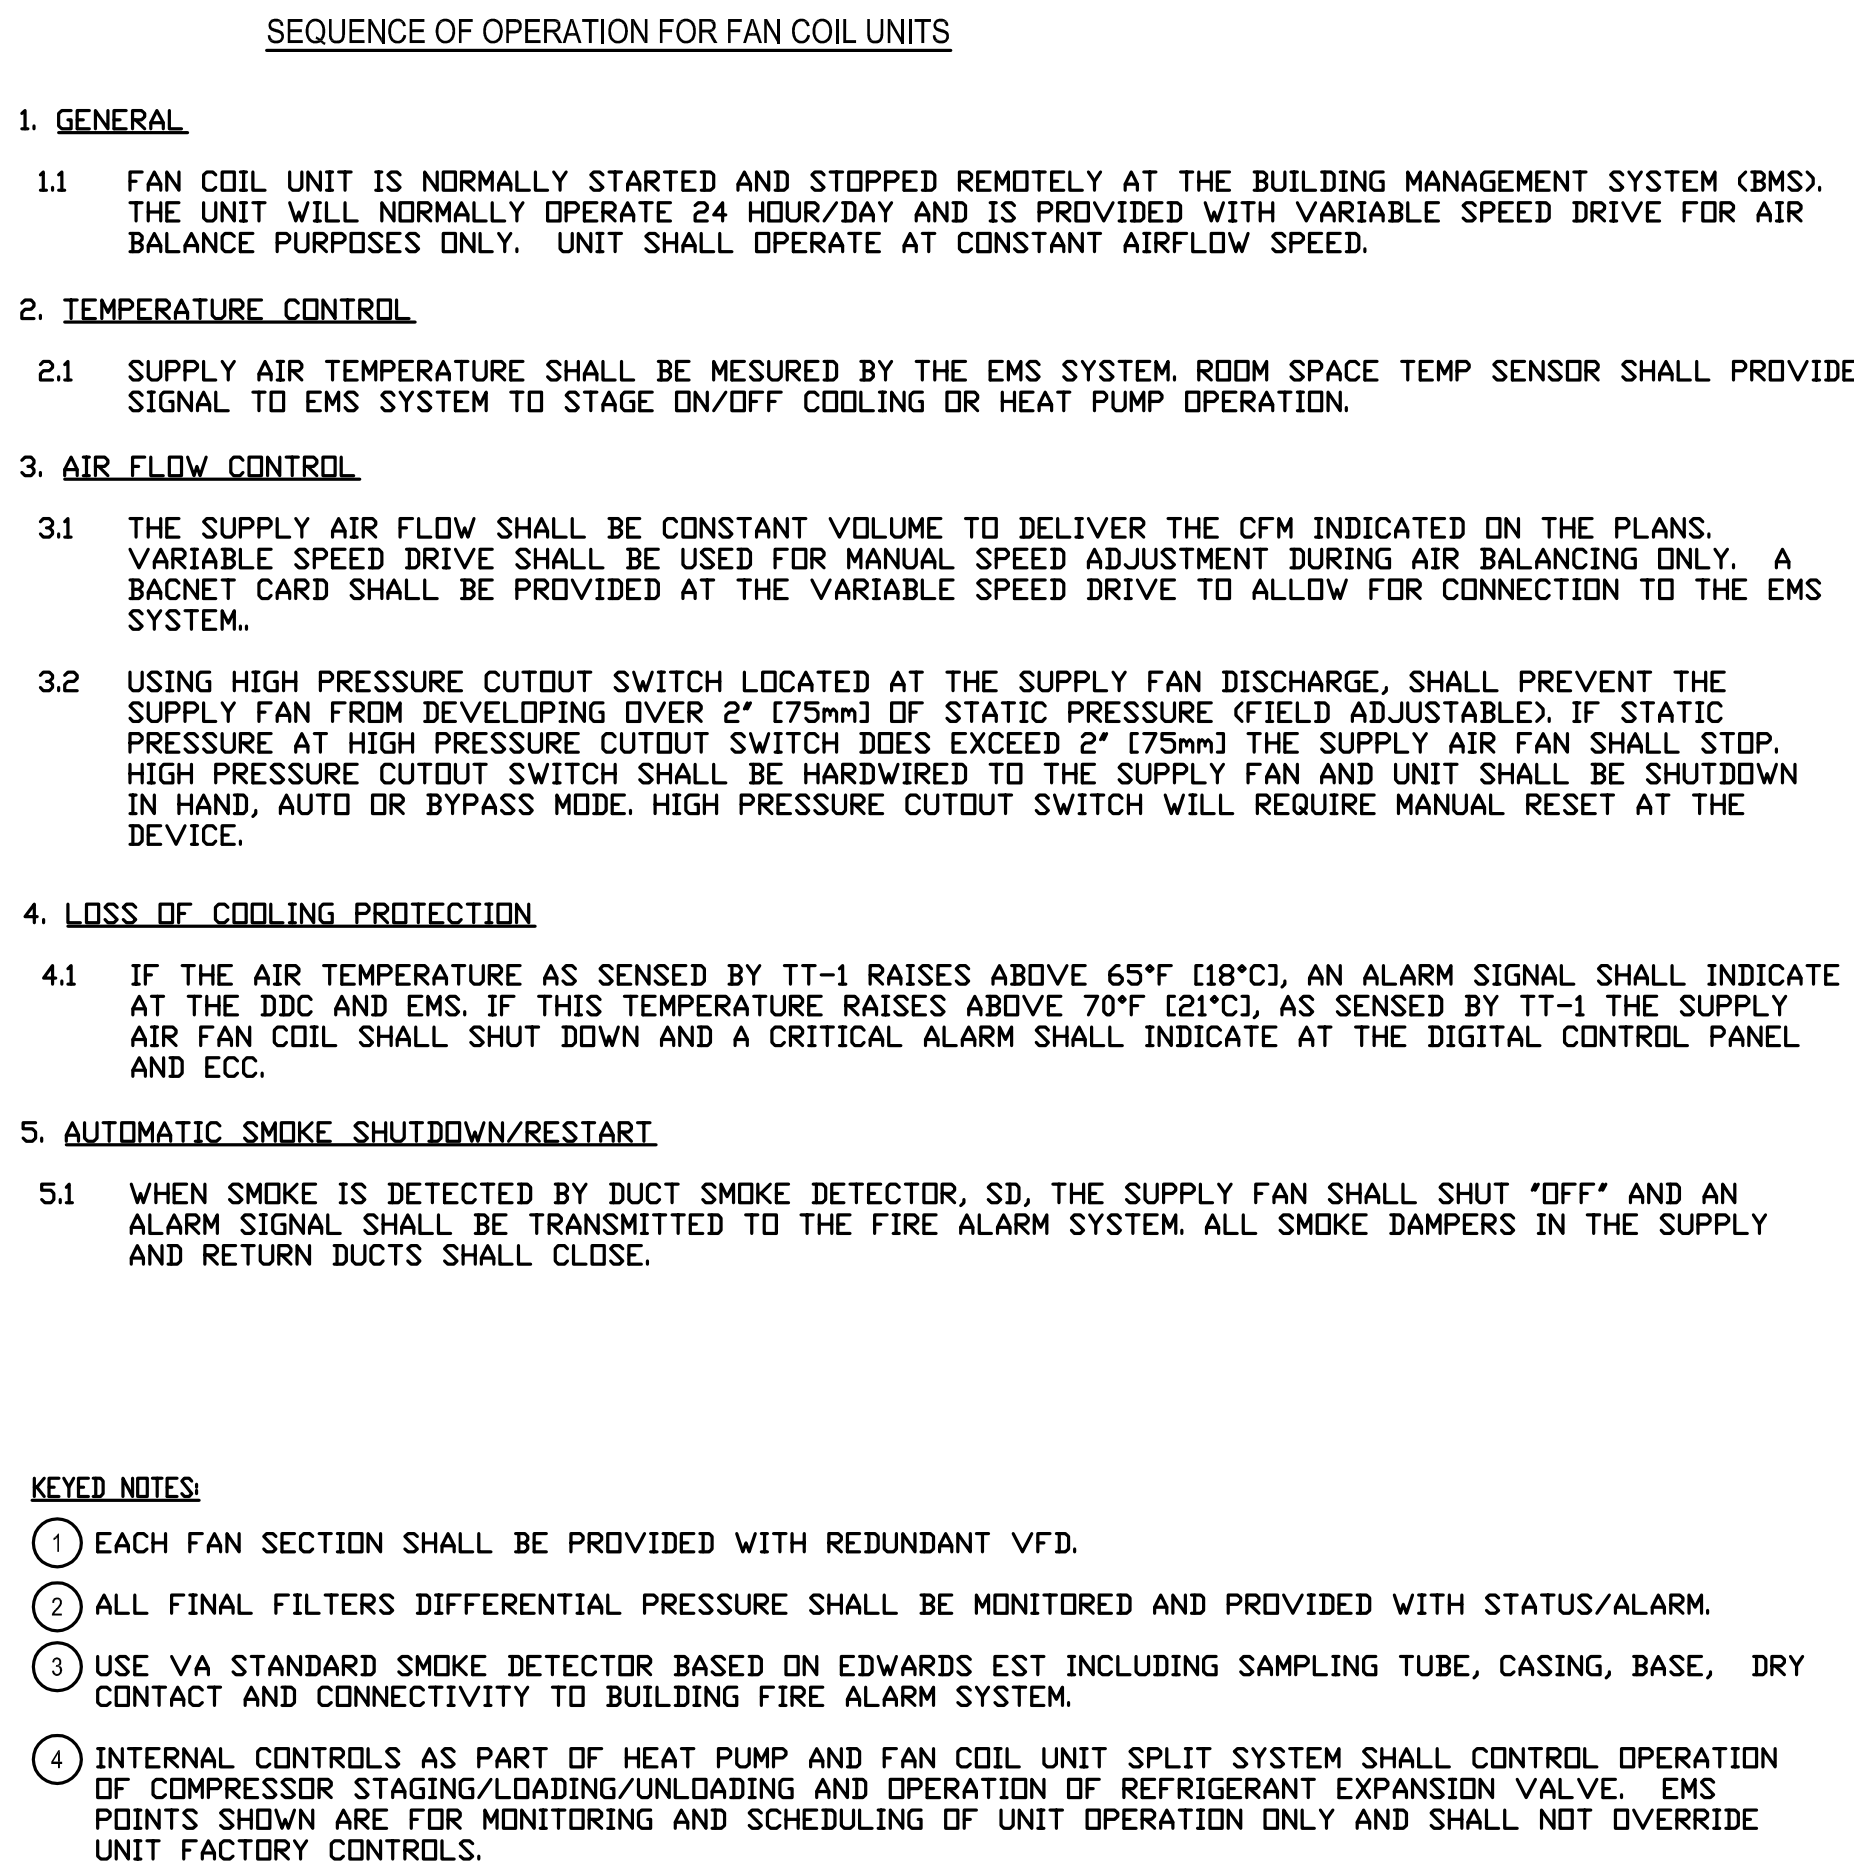 SEQUENCE OF OPERATION FOR FAN COIL UNITS
1. GENERAL
1.1 FAN COIL UNIT IS NORMALLY STARTED AND STOPPED REMOTELY AT THE BUILDING MANAGEMENT SYSTEM (BMS).
THE UNIT WILL NORMALLY OPERATE 24 HOUR/DAY AND IS PROVIDED WITH VARIABLE SPEED DRIVE FOR AIR
BALANCE PURPOSES ONLY. UNIT SHALL OPERATE AT CONSTANT AIRFLOW SPEED.
2. TEMPERATURE CONTROL
2.1 SUPPLY AIR TEMPERATURE SHALL BE MESURED BY THE EMS SYSTEM. ROOM SPACE TEMP SENSOR SHALL PROVIDE
SIGNAL TO EMS SYSTEM TO STAGE ON/OFF COOLING OR HEAT PUMP OPERATION.
3. AIR FLOW CONTROL
3.1 THE SUPPLY AIR FLOW SHALL BE CONSTANT VOLUME TO DELIVER THE CFM INDICATED ON THE PLANS.
VARIABLE SPEED DRIVE SHALL BE USED FOR MANUAL SPEED ADJUSTMENT DURING AIR BALANCING ONLY. A
BACNET CARD SHALL BE PROVIDED AT THE VARIABLE SPEED DRIVE TO ALLOW FOR CONNECTION TO THE EMS
SYSTEM..
3.2 USING HIGH PRESSURE CUTOUT SWITCH LOCATED AT THE SUPPLY FAN DISCHARGE, SHALL PREVENT THE
SUPPLY FAN FROM DEVELOPING OVER 2" [75mm] OF STATIC PRESSURE (FIELD ADJUSTABLE). IF STATIC
PRESSURE AT HIGH PRESSURE CUTOUT SWITCH DOES EXCEED 2" [75mm] THE SUPPLY AIR FAN SHALL STOP.
HIGH PRESSURE CUTOUT SWITCH SHALL BE HARDWIRED TO THE SUPPLY FAN AND UNIT SHALL BE SHUTDOWN
IN HAND, AUTO OR BYPASS MODE. HIGH PRESSURE CUTOUT SWITCH WILL REQUIRE MANUAL RESET AT THE
DEVICE.
4. LOSS OF COOLING PROTECTION
4.1 IF THE AIR TEMPERATURE AS SENSED BY TT-1 RAISES ABOVE 65°F [18°C], AN ALARM SIGNAL SHALL INDICATE
AT THE DDC AND EMS. IF THIS TEMPERATURE RAISES ABOVE 70°F [21°C], AS SENSED BY TT-1 THE SUPPLY
AIR FAN COIL SHALL SHUT DOWN AND A CRITICAL ALARM SHALL INDICATE AT THE DIGITAL CONTROL PANEL
AND ECC.
5. AUTOMATIC SMOKE SHUTDOWN/RESTART
5.1 WHEN SMOKE IS DETECTED BY DUCT SMOKE DETECTOR, SD, THE SUPPLY FAN SHALL SHUT "OFF" AND AN
ALARM SIGNAL SHALL BE TRANSMITTED TO THE FIRE ALARM SYSTEM. ALL SMOKE DAMPERS IN THE SUPPLY
AND RETURN DUCTS SHALL CLOSE.
KEYED NOTES:
1 EACH FAN SECTION SHALL BE PROVIDED WITH REDUNDANT VFD.
2 ALL FINAL FILTERS DIFFERENTIAL PRESSURE SHALL BE MONITORED AND PROVIDED WITH STATUS/ALARM.
3 USE VA STANDARD SMOKE DETECTOR BASED ON EDWARDS EST INCLUDING SAMPLING TUBE, CASING, BASE, DRY
CONTACT AND CONNECTIVITY TO BUILDING FIRE ALARM SYSTEM.
4 INTERNAL CONTROLS AS PART OF HEAT PUMP AND FAN COIL UNIT SPLIT SYSTEM SHALL CONTROL OPERATION
OF COMPRESSOR STAGING/LOADING/UNLOADING AND OPERATION OF REFRIGERANT EXPANSION VALVE. EMS
POINTS SHOWN ARE FOR MONITORING AND SCHEDULING OF UNIT OPERATION ONLY AND SHALL NOT OVERRIDE
UNIT FACTORY CONTROLS.